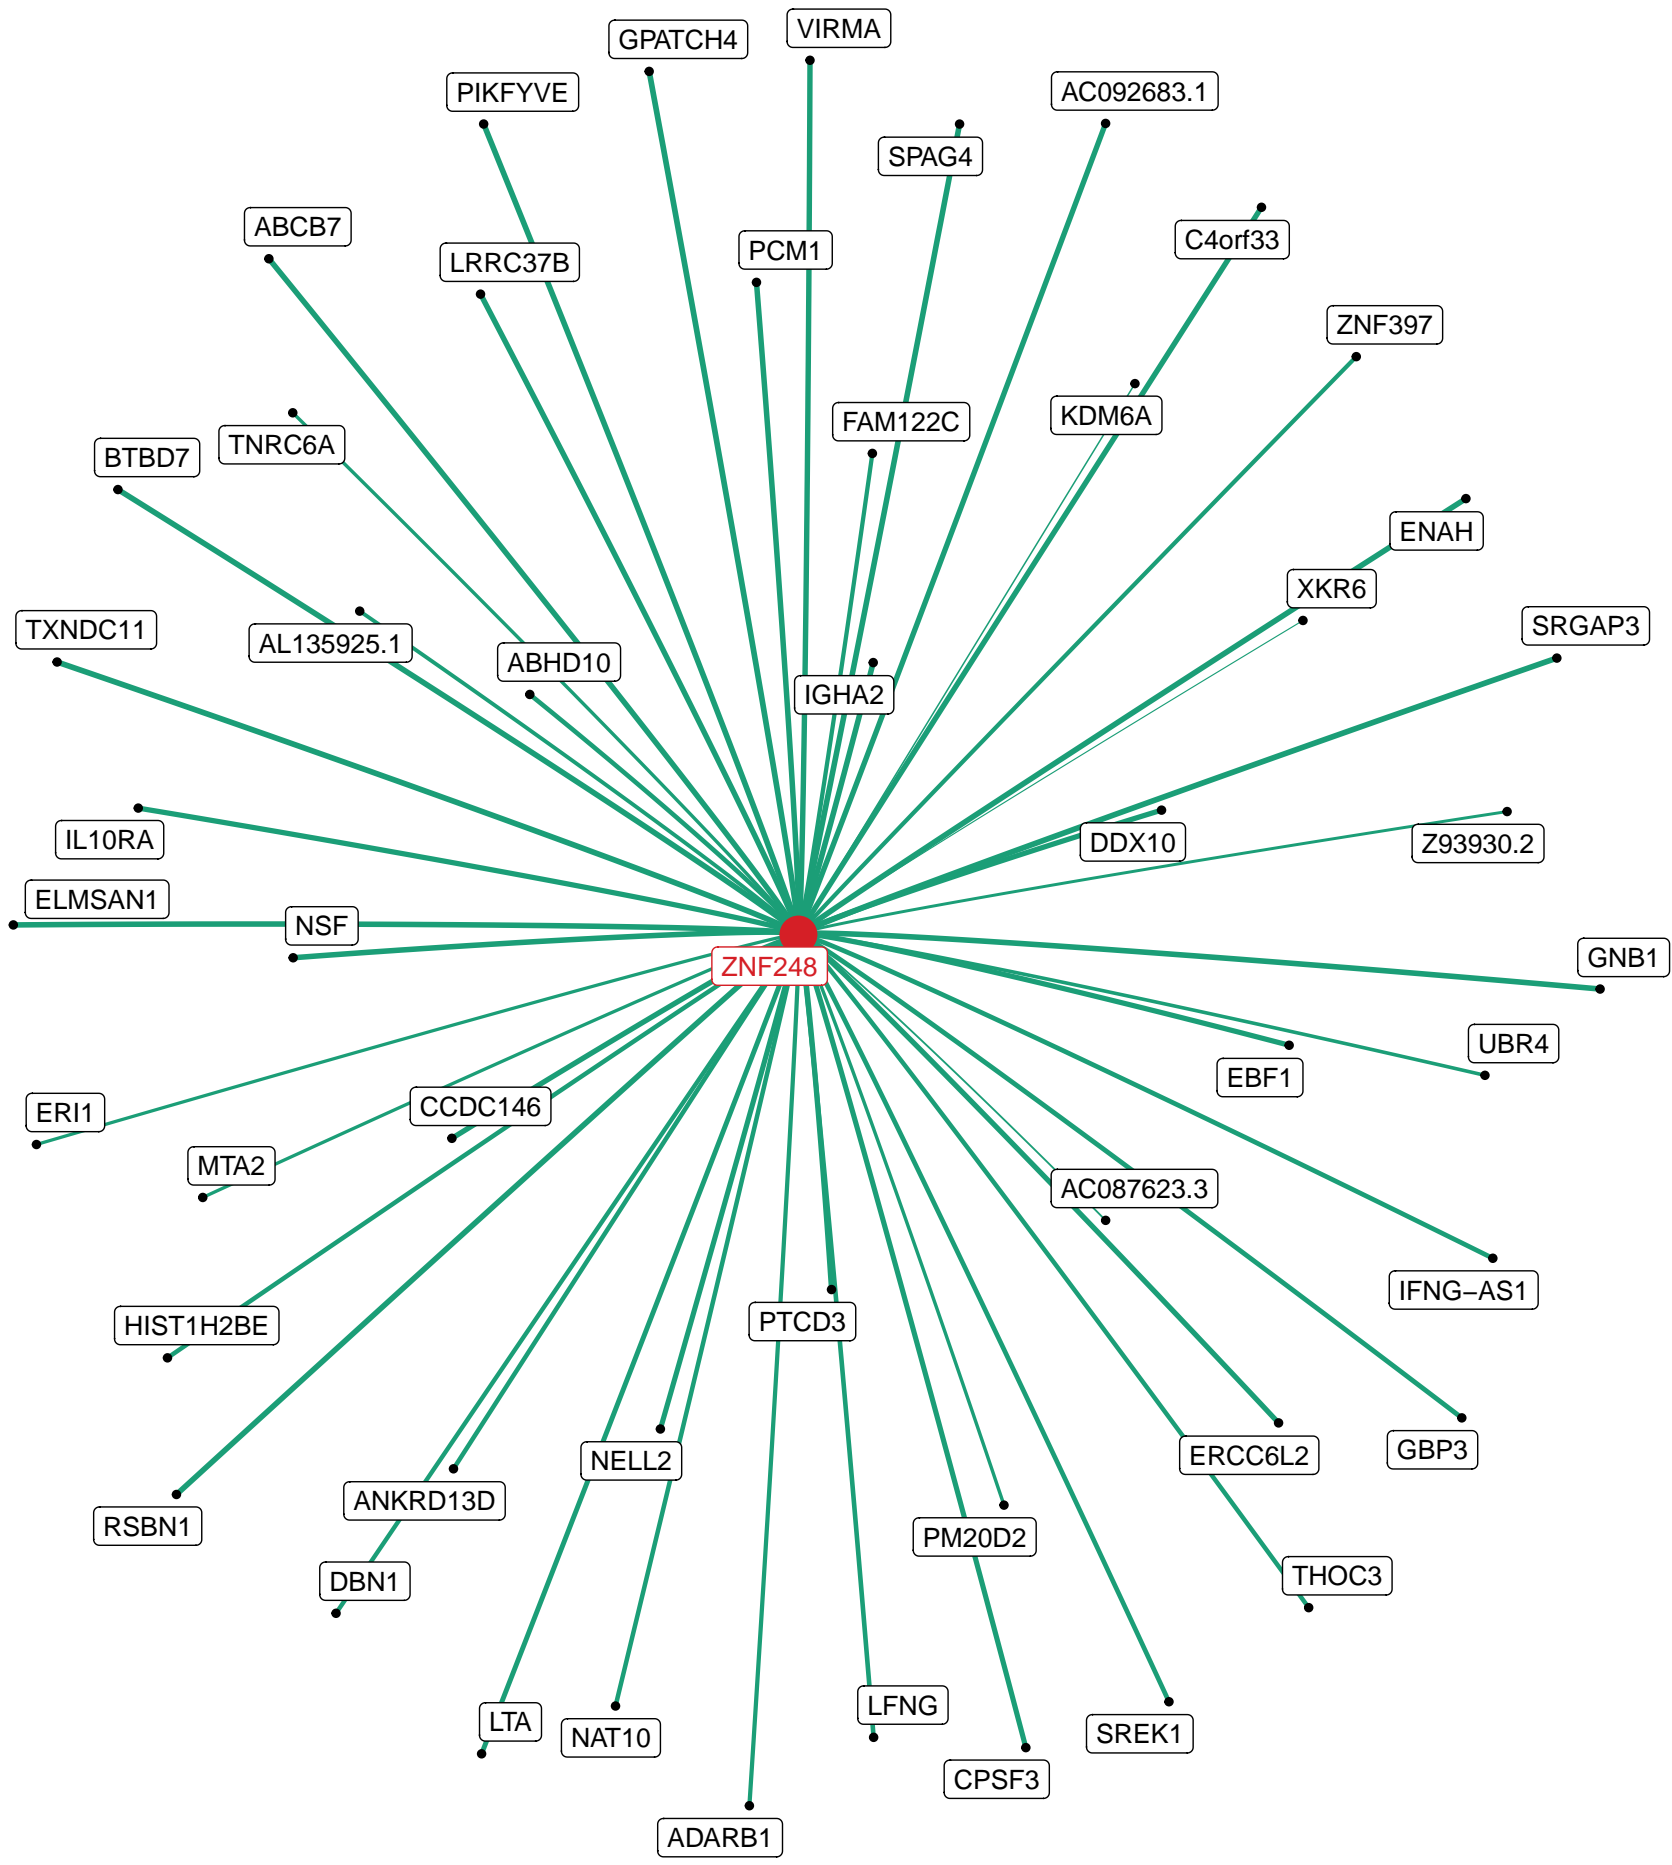 VIRMA
GPATCH4
PIKFYVE
AC092683.1
SPAG4
ABCB7
C4orf33
PCM1
LRRC37B
ZNF397
KDM6A
FAM122C
TNRC6A
BTBD7
ENAH
XKR6
SRGAP3
TXNDC11
AL135925.1
ABHD10
IGHA2
IL10RA
DDX10
Z93930.2
ELMSAN1
NSF
GNB1
ZNF248
UBR4
EBF1
CCDC146
ERI1
MTA2
AC087623.3
IFNG−AS1
PTCD3
HIST1H2BE
GBP3
ERCC6L2
NELL2
ANKRD13D
RSBN1
PM20D2
THOC3
DBN1
LFNG
LTA
SREK1
NAT10
CPSF3
ADARB1